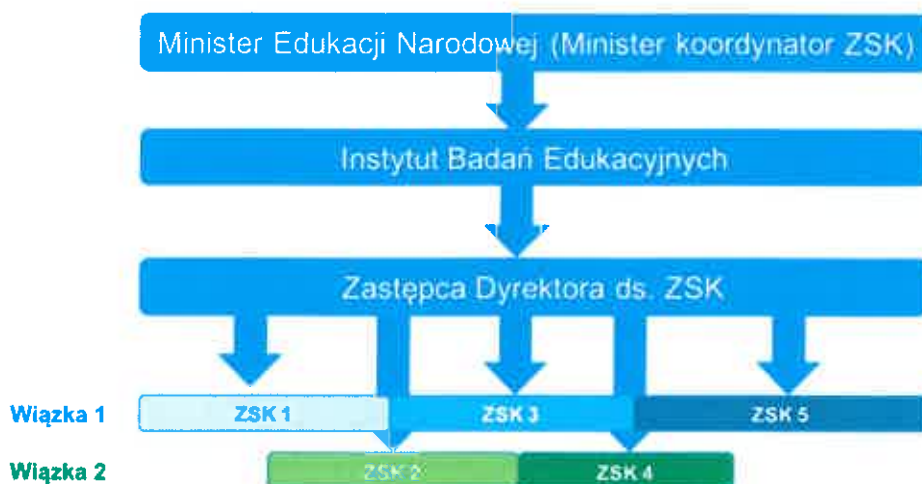 Minister Edukacji Narodowej (Minister koordynator ZSK)
Instytut Badań Edukacyjnych
Zastępca Dyrektora ds. ZSK
Wiązka 1
ZSK 1
ZSK 3
ZSK 5
Wiązka 2
ZSK 2
ZSK 4